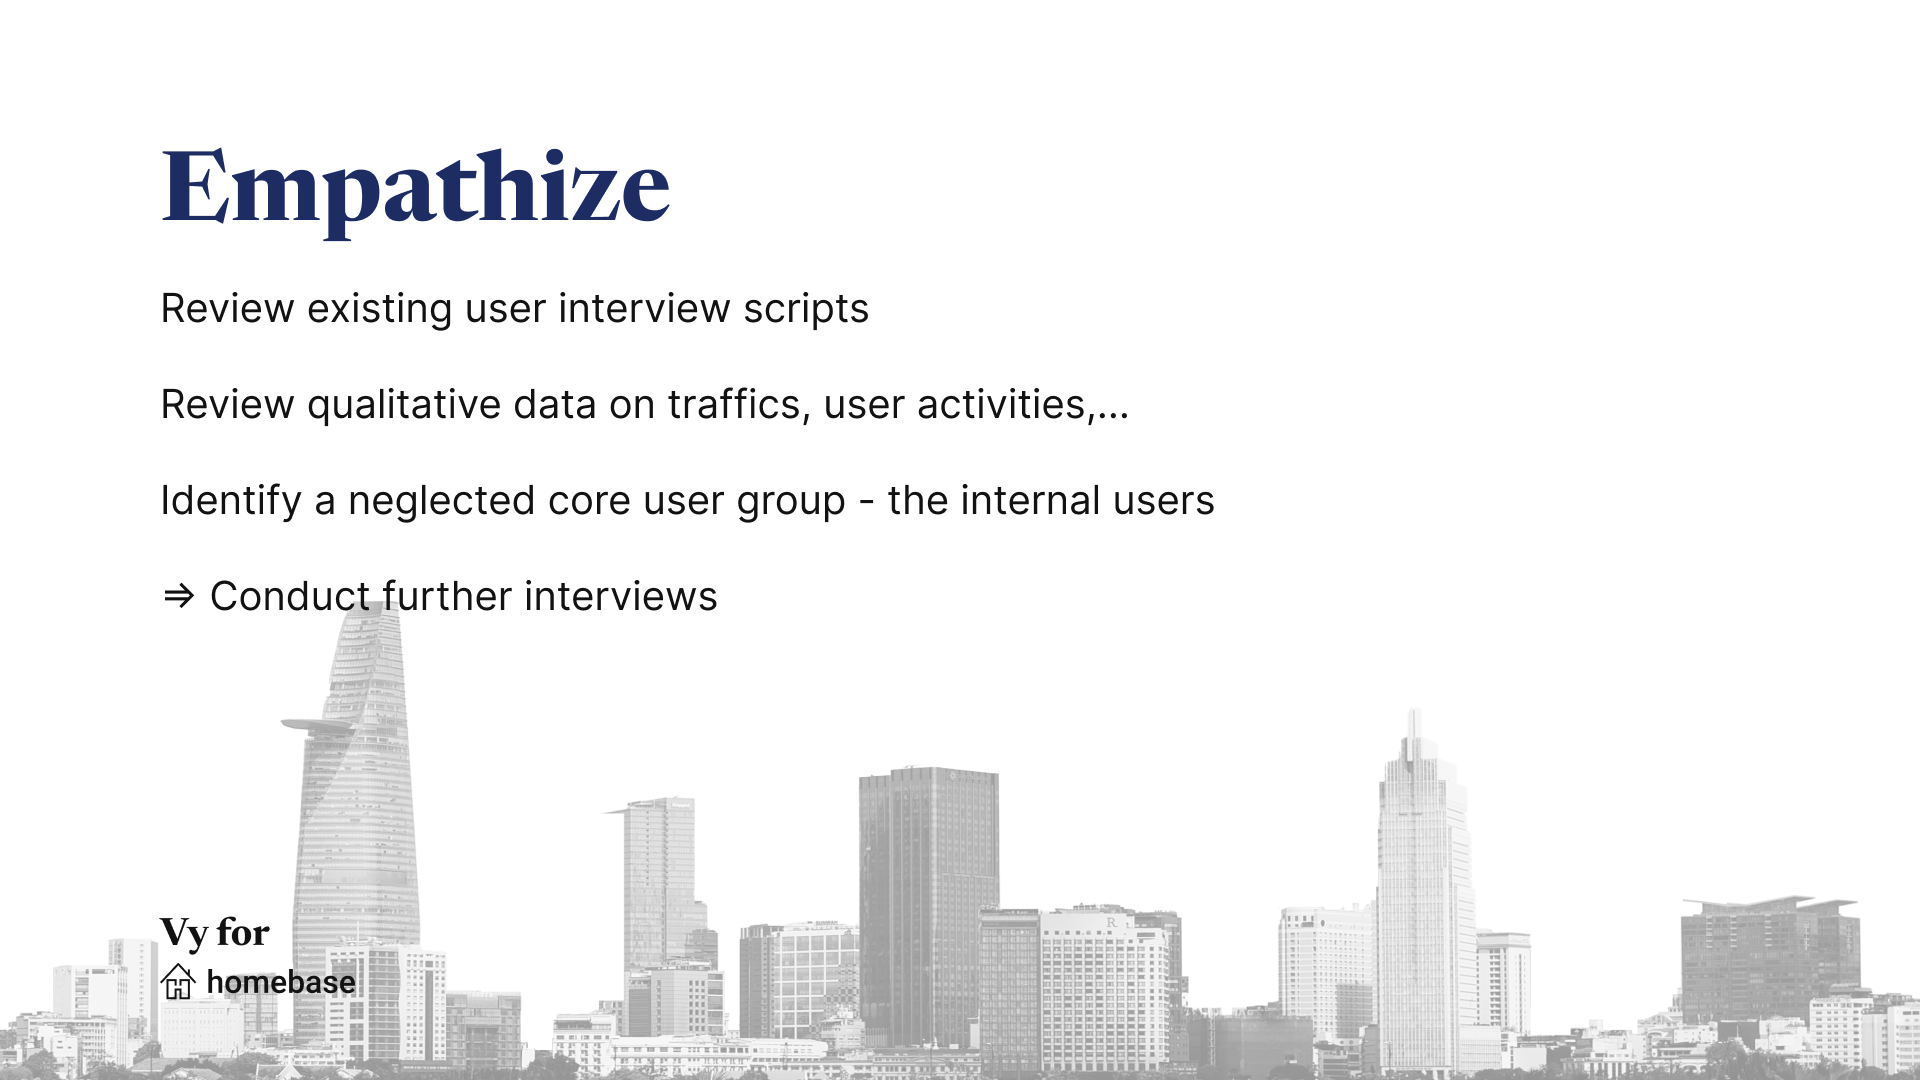 Empathize
Review existing user interview scripts
Review qualitative data on traffics, user activities,...
Identify a neglected core user group - the internal users
⇒ Conduct further interviews
Vy for
homebase
R